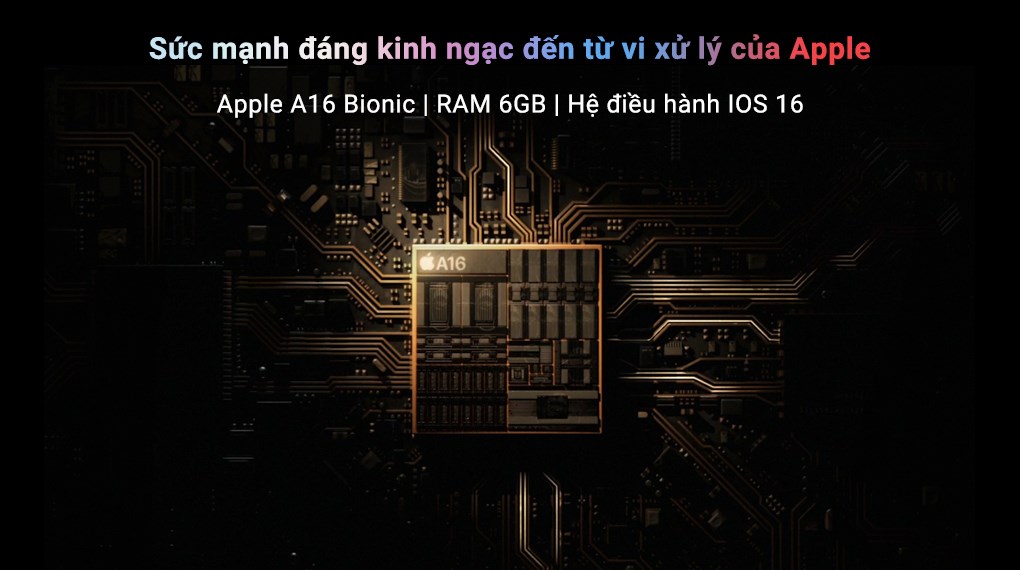 Sức mạnh đáng kinh ngạc đến từ vi xử lý của Apple
Apple A16 Bionic | RAM 6GB | Hệ điều hành IOS 16
A16